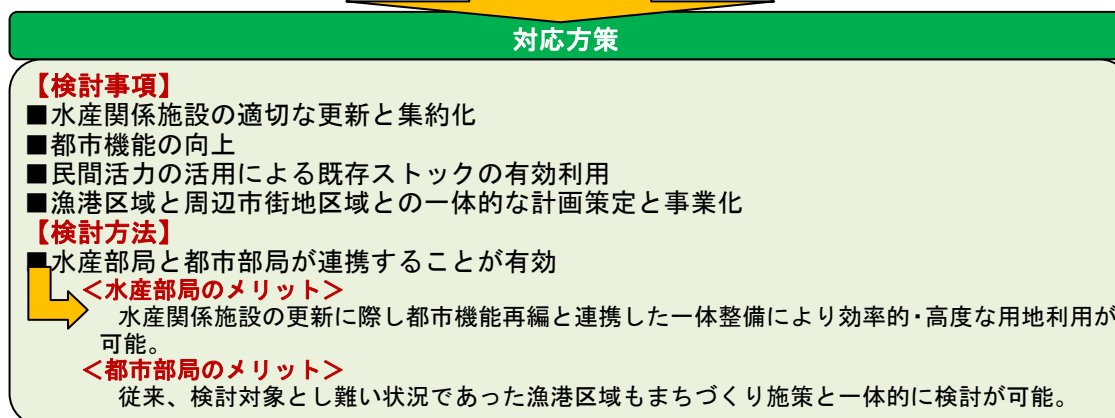 対応方策
【検討事項】
■水産関係施設の適切な更新と集約化
■都市機能の向上
■民間活力の活用による既存ストックの有効利用
■漁港区域と周辺市街地区域との一体的な計画策定と事業化
【検討方法】
■水産部局と都市部局が連携することが有効
＜水産部局のメリット＞
水産関係施設の更新に際し都市機能再編と連携した一体整備により効率的・高度な用地利用が
可能。
＜都市部局のメリット＞
従来、検討対象とし難い状況であった漁港区域もまちづくり施策と一体的に検討が可能。